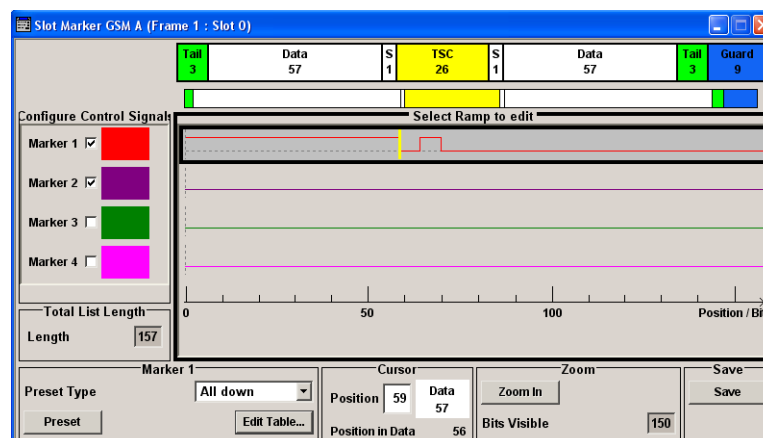 Slot Marker GSM A (Frame 1 : Slot 0)
Tail Data S TSC S Data Tail Guard
3 57 1 26 1 57 3 9
Configure Control Signals
Select Ramp to edit
Marker 1
Marker 2
Marker 3
Marker 4
0 50 100 Position / Bit
Total List Length
Length 157
Marker 1
Preset Type All down
Preset Edit Table...
Cursor
Position 59 Data
57
Position in Data 56
Zoom
Zoom In
Bits Visible 150
Save
Save